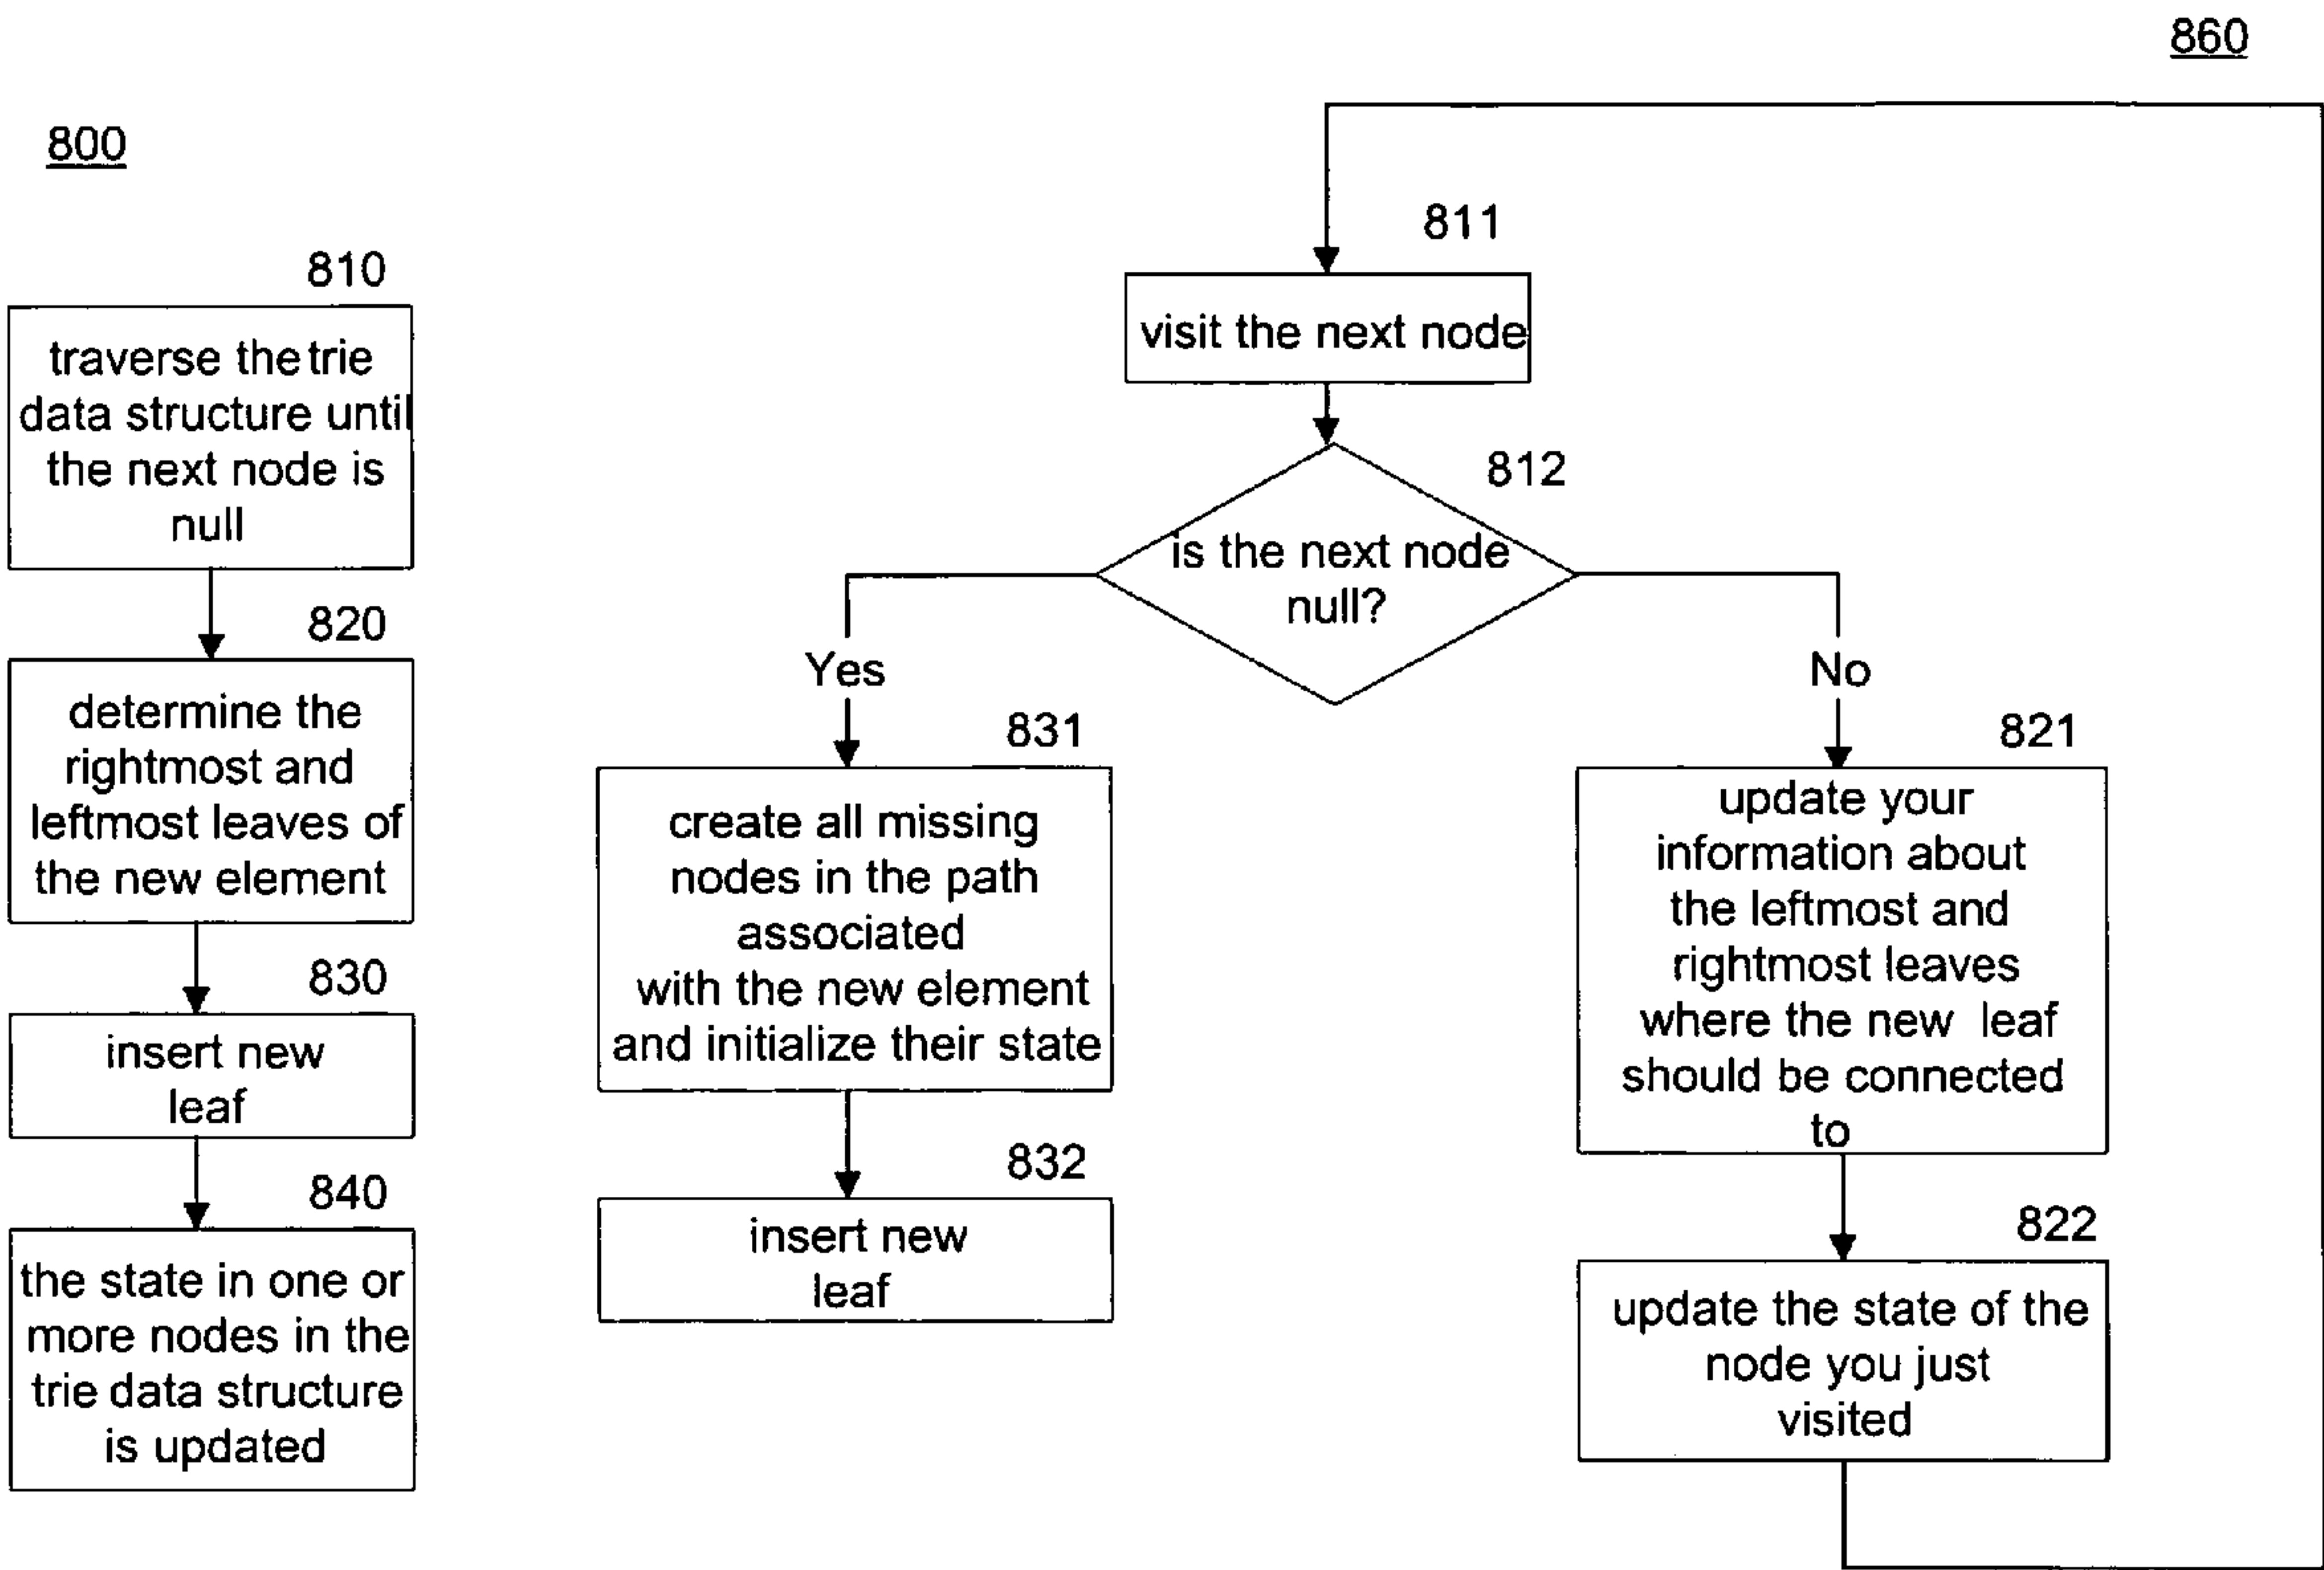 860
800
810
traverse the trie
data structure until
the next node is
null
820
determine the
rightmost and
leftmost leaves of
the new element
830
insert new
leaf
840
the state in one or
more nodes in the
trie data structure
is updated
811
visit the next node
812
is the next node
null?
Yes
No
831
create all missing
nodes in the path
associated
with the new element
and initialize their state
832
insert new
leaf
821
update your
information about
the leftmost and
rightmost leaves
where the new leaf
should be connected
to
822
update the state of the
node you just
visited